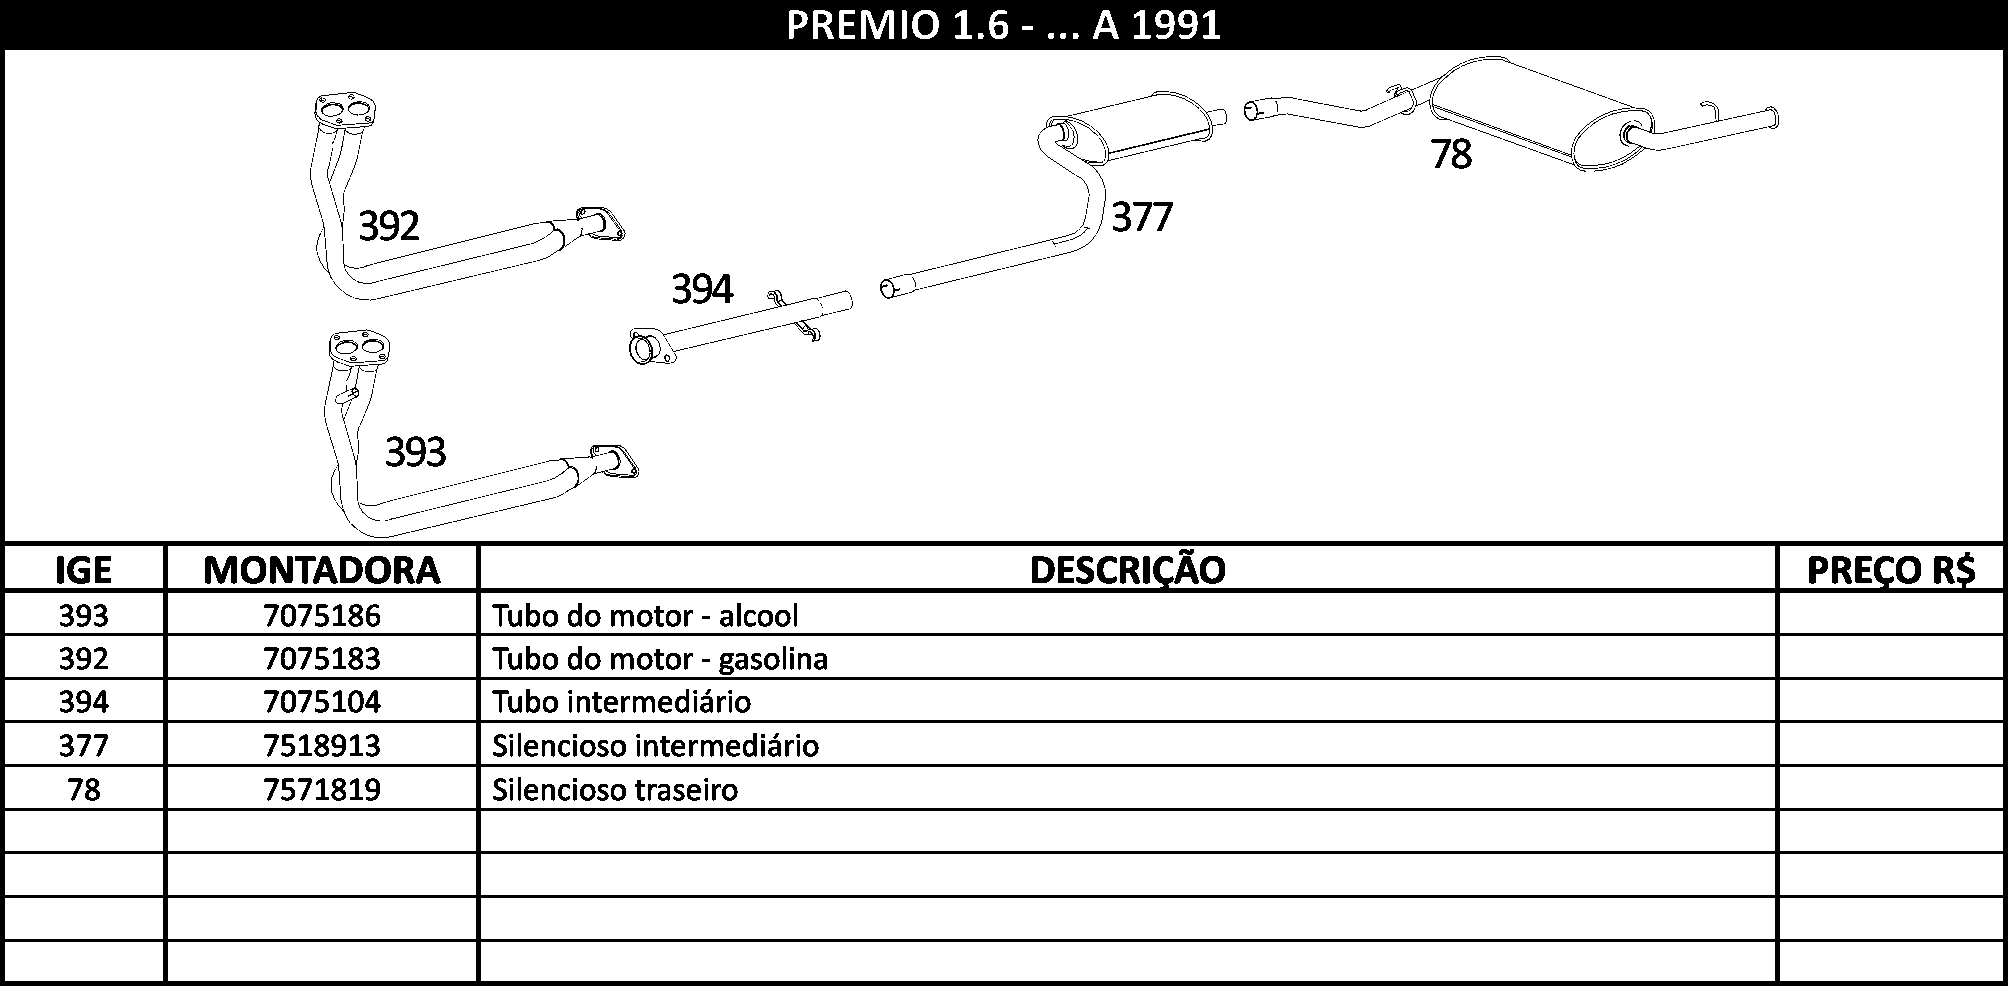 PREMIO 1.6 - ... A 1991
78
392
377
394
393
IGE MONTADORA DESCRIÇÃO PREÇO R$
393 7075186 Tubo do motor - alcool
392 7075183 Tubo do motor - gasolina
394 7075104 Tubo intermediário
377 7518913 Silencioso intermediário
78 7571819 Silencioso traseiro